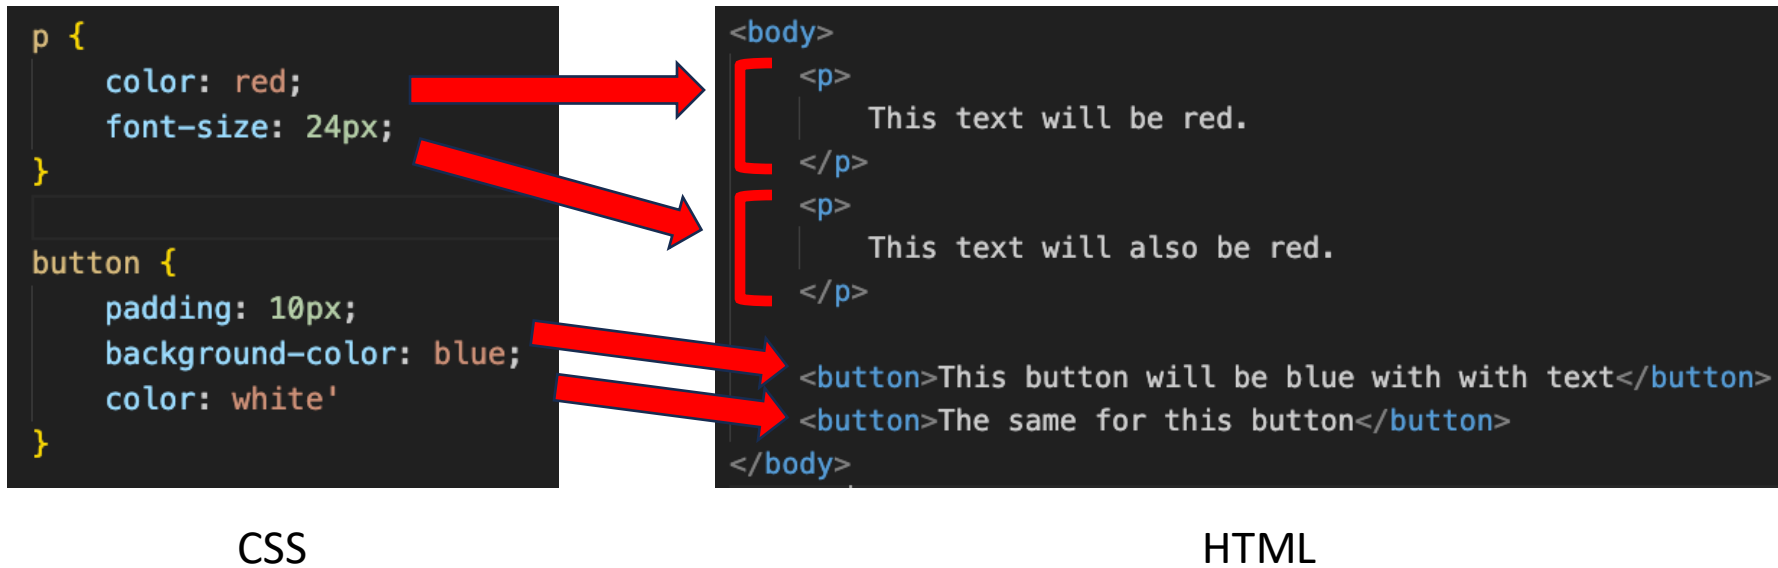 p {
color: red;
font-size: 24px;
}
button {
padding: 10px;
background-color: blue;
color: white'
}
CSS
<body>
<p>
This text will be red.
</p>
<p>
This text will also be red.
</p>
<button>This button will be blue with with text</button>
<button>The same for this button</button>
</body>
HTML